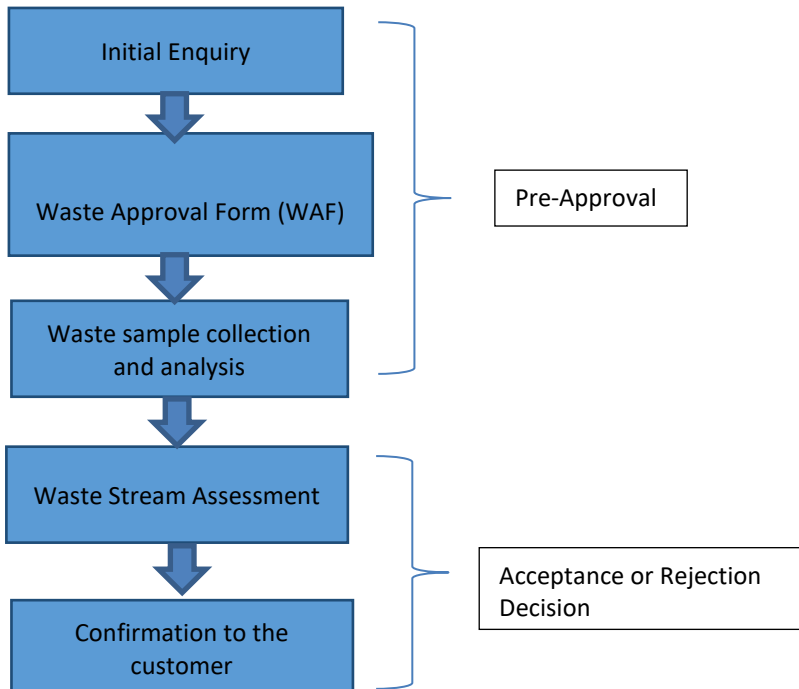 Initial Enquiry
Waste Approval Form (WAF)
Pre-Approval
Waste sample collection
and analysis
Waste Stream Assessment
Acceptance or Rejection
Decision
Confirmation to the
customer